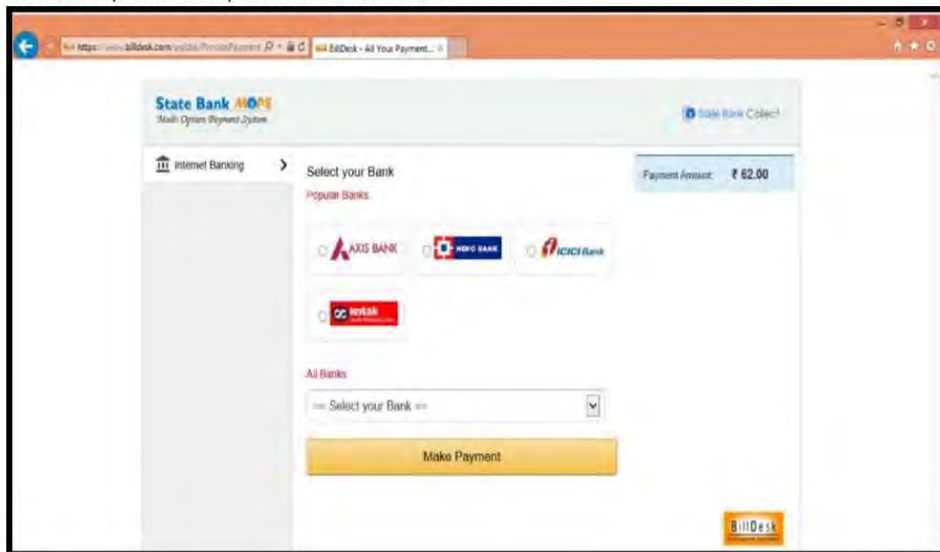 BillDesk - All Your Payment...
State Bank MOPS
Multi Option Payment System
State Bank Collect
Internet Banking
Select your Bank
Payment Amount: ₹ 62.00
Popular Banks
AXIS BANK
HDFC BANK
ICICI Bank
kotak
All Banks
== Select your Bank ==
Make Payment
BillDesk